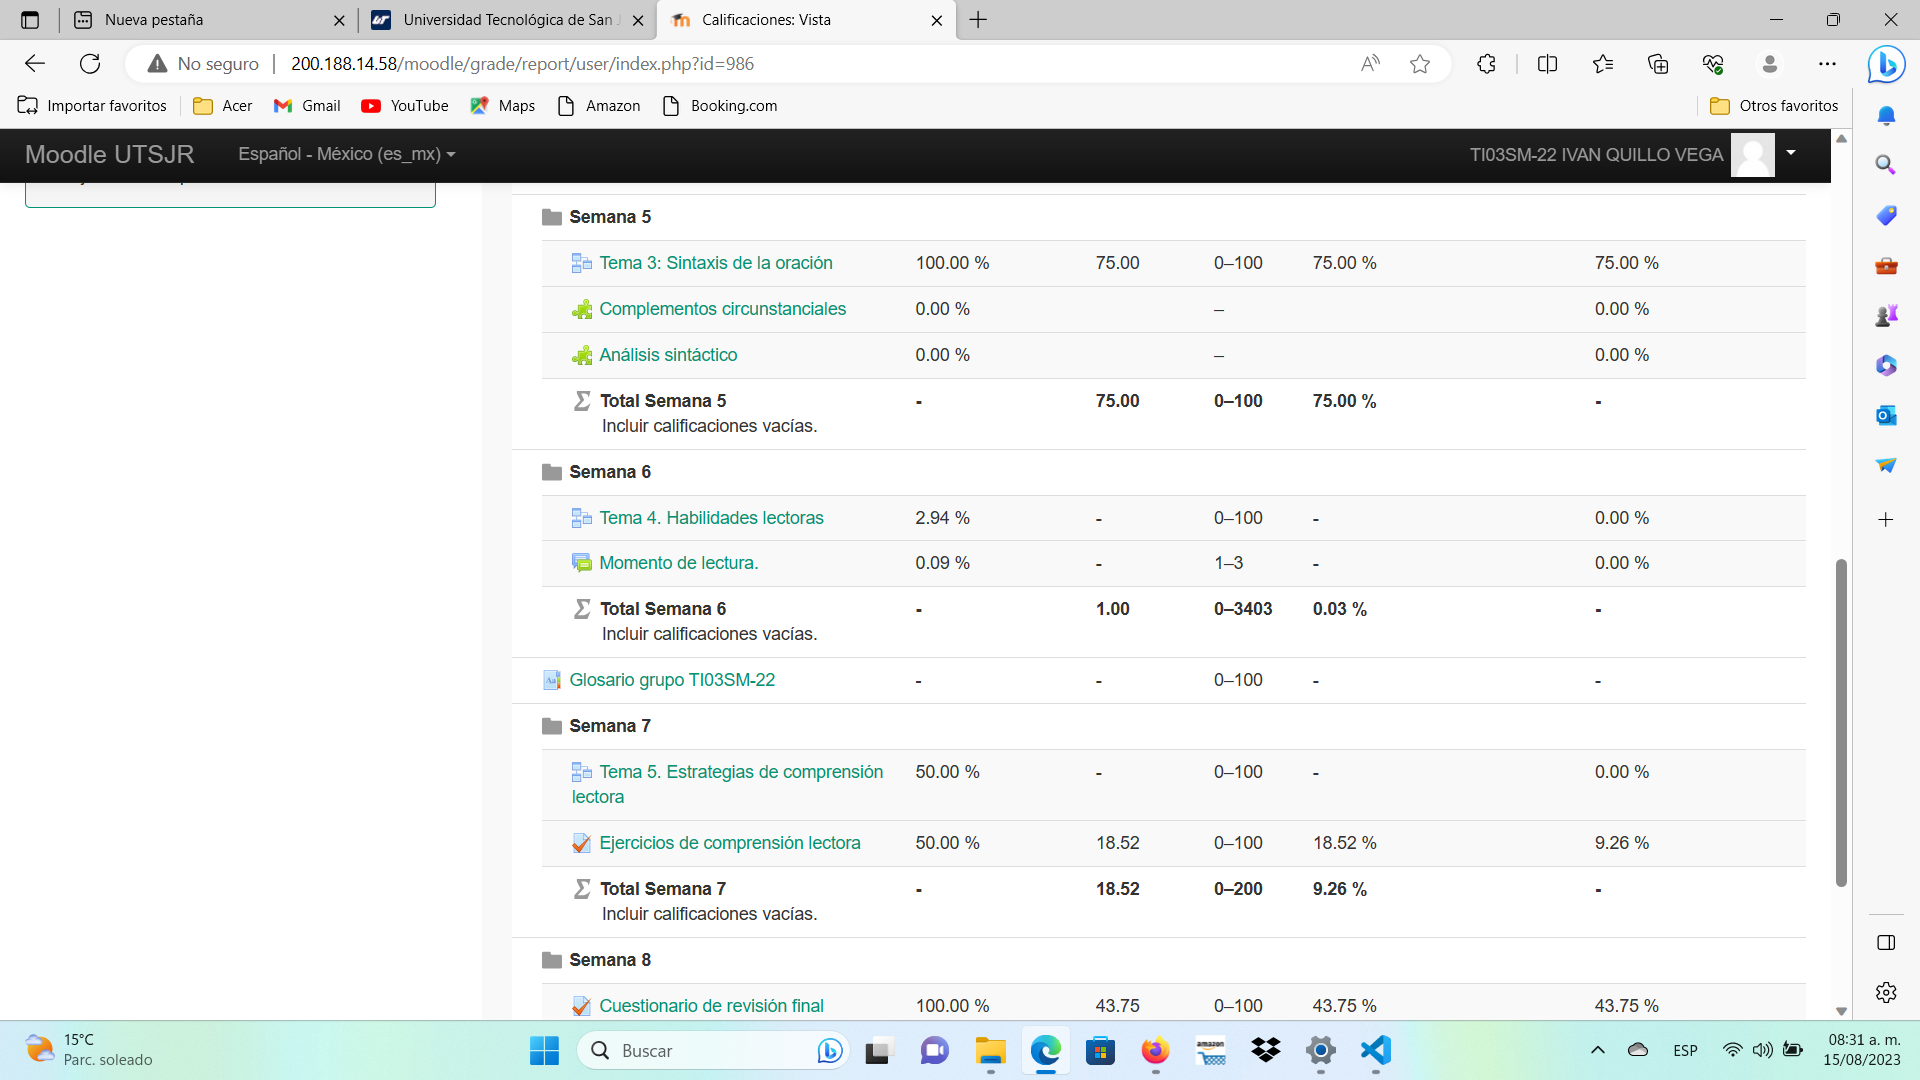 Nueva pestaña
Universidad Tecnológica de San J
Calificaciones: Vista
No seguro
200.188.14.58/moodle/grade/report/user/index.php?id=986
Importar favoritos
Acer
Gmail
YouTube
Maps
Amazon
Booking.com
Otros favoritos
Moodle UTSJR
Español - México (es_mx)
TI03SM-22 IVAN QUILLO VEGA
Semana 5
Tema 3: Sintaxis de la oración 100.00 % 75.00 0–100 75.00 % 75.00 %
Complementos circunstanciales 0.00 % – 0.00 %
Análisis sintáctico 0.00 % – 0.00 %
Total Semana 5 - 75.00 0–100 75.00 % -
Incluir calificaciones vacías.
Semana 6
Tema 4. Habilidades lectoras 2.94 % - 0–100 - 0.00 %
Momento de lectura. 0.09 % - 1–3 - 0.00 %
Total Semana 6 - 1.00 0–3403 0.03 % -
Incluir calificaciones vacías.
Glosario grupo TI03SM-22 - - 0–100 - -
Semana 7
Tema 5. Estrategias de comprensión 50.00 % - 0–100 - 0.00 %
lectora
Ejercicios de comprensión lectora 50.00 % 18.52 0–100 18.52 % 9.26 %
Total Semana 7 - 18.52 0–200 9.26 % -
Incluir calificaciones vacías.
Semana 8
Cuestionario de revisión final 100.00 % 43.75 0–100 43.75 % 43.75 %
15°C
Parc. soleado
Buscar
amazon
ESP
08:31 a. m.
15/08/2023